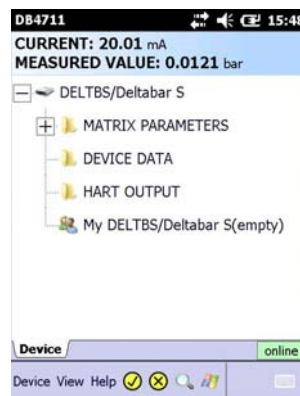 DB4711 15:48
CURRENT: 20.01 mA
MEASURED VALUE: 0.0121 bar
DELTBS/Deltabar S
MATRIX PARAMETERS
DEVICE DATA
HART OUTPUT
My DELTBS/Deltabar S(empty)
Device online
Device View Help